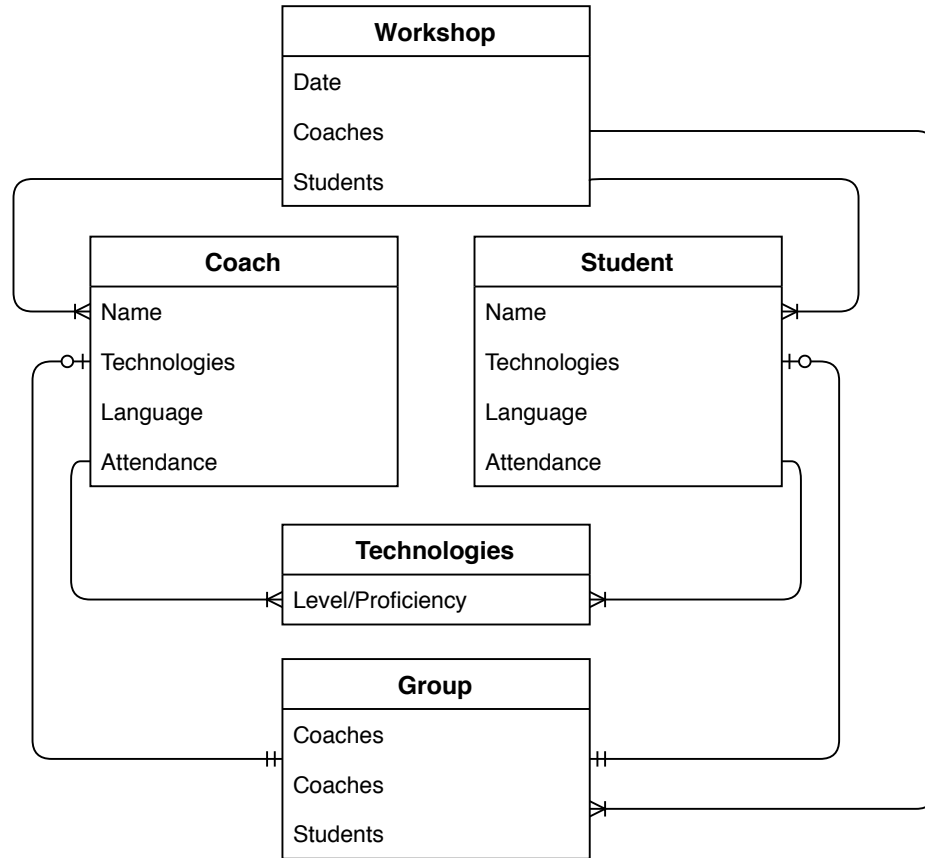 Workshop
Date
Coaches
Students
Coach
Name
Technologies
Language
Attendance
Student
Name
Technologies
Language
Attendance
Technologies
Level/Proficiency
Group
Coaches
Coaches
Students